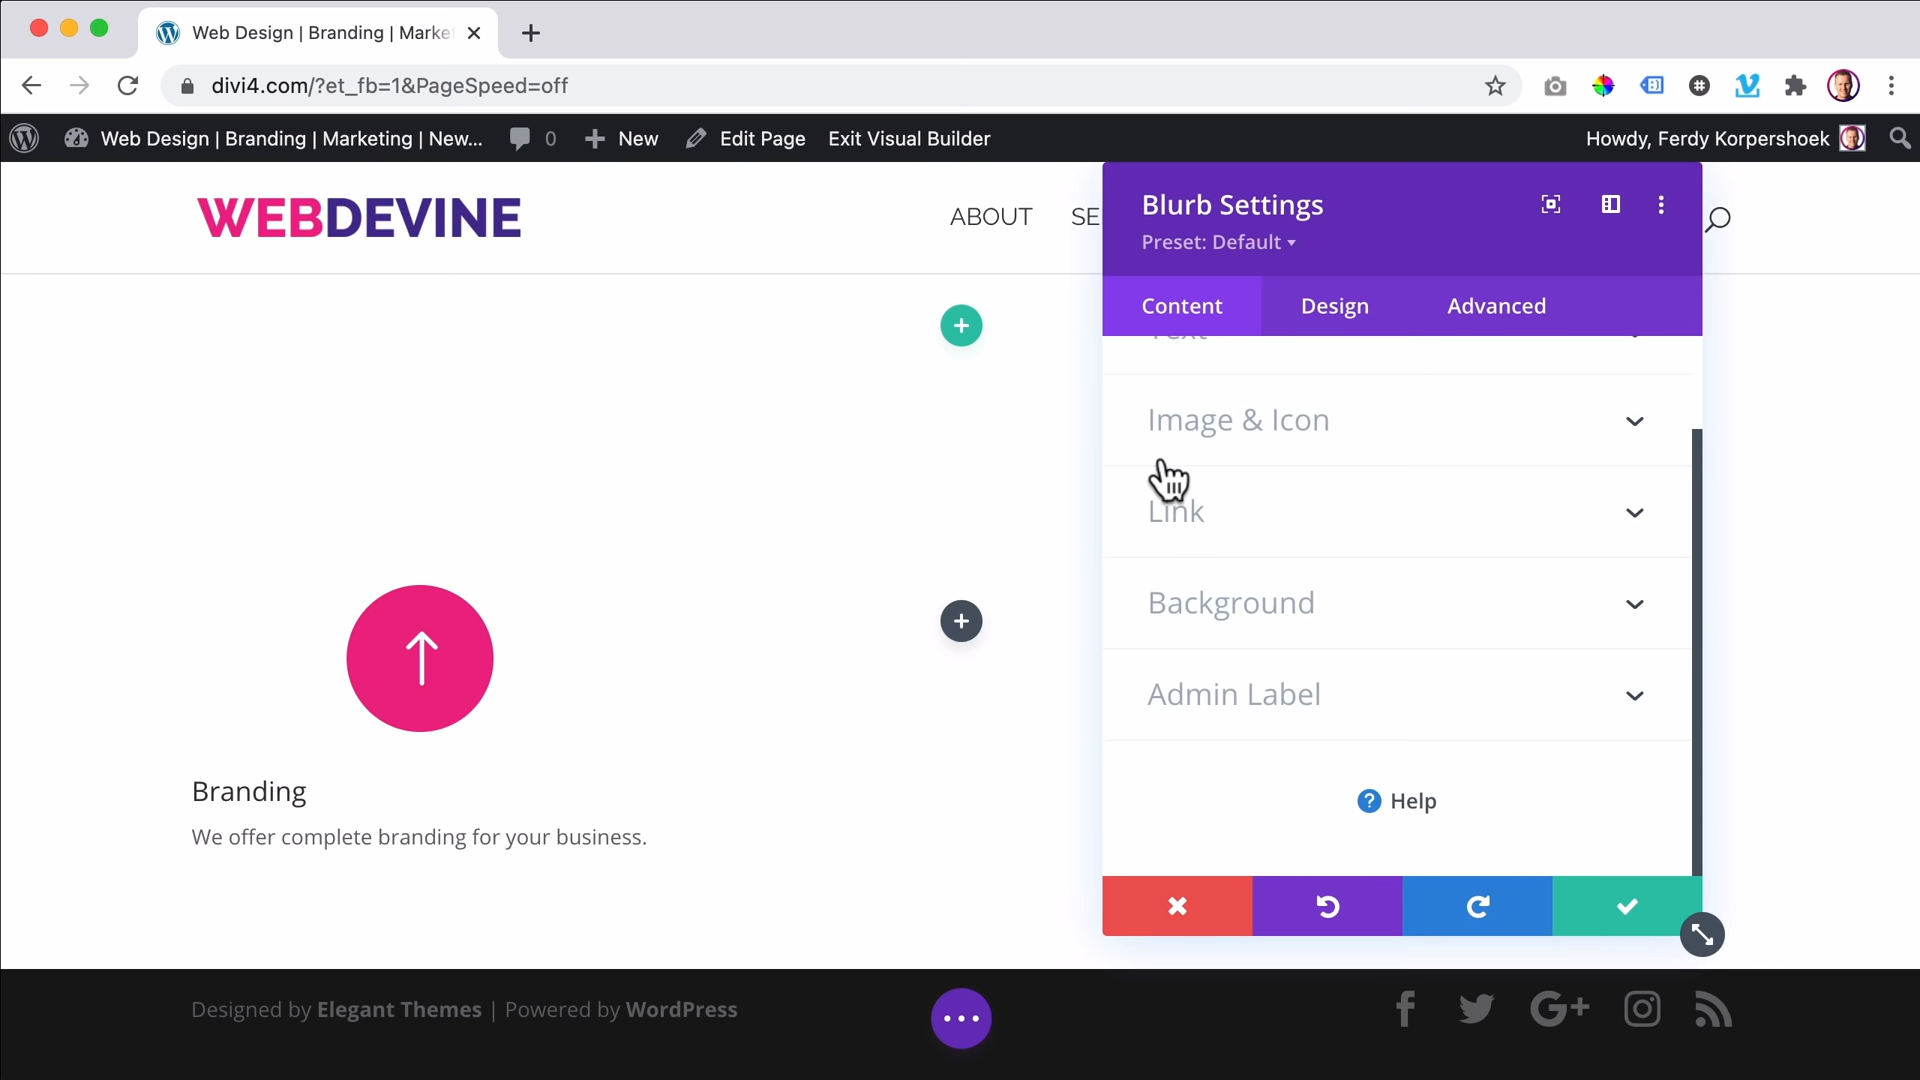 Web Design | Branding | Marke
divi4.com/?et_fb=1&PageSpeed=off
Web Design | Branding | Marketing | New... 0 New Edit Page Exit Visual Builder Howdy, Ferdy Korpershoek
WEBDEVINE
ABOUT SE
Blurb Settings
Preset: Default
Content Design Advanced
Text
Image & Icon
Link
Background
Admin Label
Help
Branding
We offer complete branding for your business.
Designed by Elegant Themes | Powered by WordPress